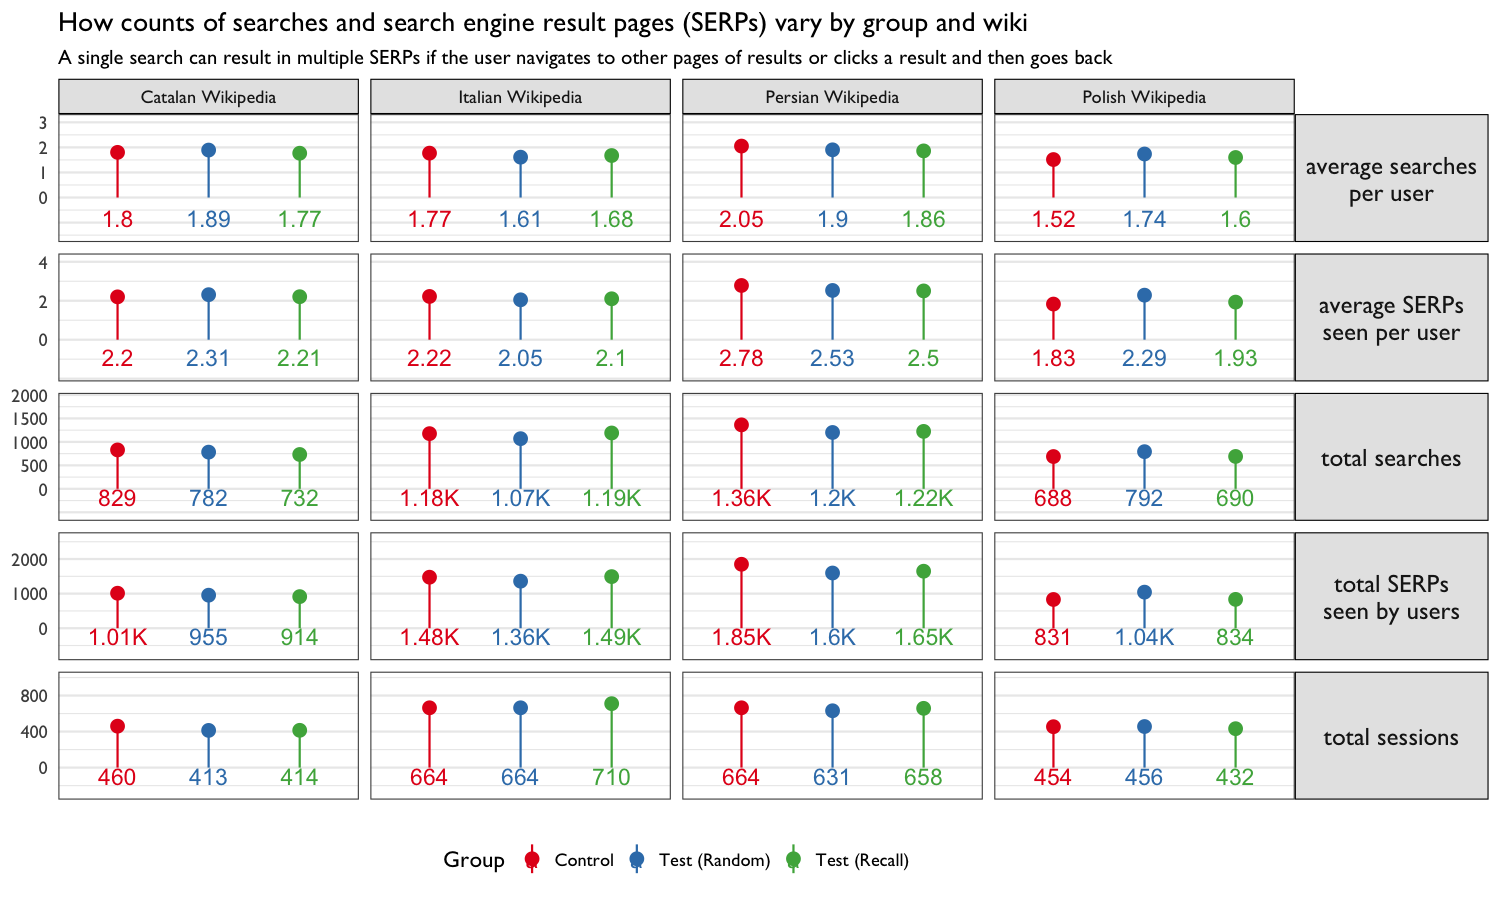 How counts of searches and search engine result pages (SERPs) vary by group and wiki
A single search can result in multiple SERPs if the user navigates to other pages of results or clicks a result and then goes back
Catalan Wikipedia Italian Wikipedia Persian Wikipedia Polish Wikipedia
3
2
1
0
1.8 1.89 1.77 1.77 1.61 1.68 2.05 1.9 1.86 1.52 1.74 1.6
average searches
per user
4
2
0
2.2 2.31 2.21 2.22 2.05 2.1 2.78 2.53 2.5 1.83 2.29 1.93
average SERPs
seen per user
2000
1500
1000
500
0
829 782 732 1.18K 1.07K 1.19K 1.36K 1.2K 1.22K 688 792 690
total searches
2000
1000
0
1.01K 955 914 1.48K 1.36K 1.49K 1.85K 1.6K 1.65K 831 1.04K 834
total SERPs
seen by users
800
400
0
460 413 414 664 664 710 664 631 658 454 456 432
total sessions
Group Control Test (Random) Test (Recall)